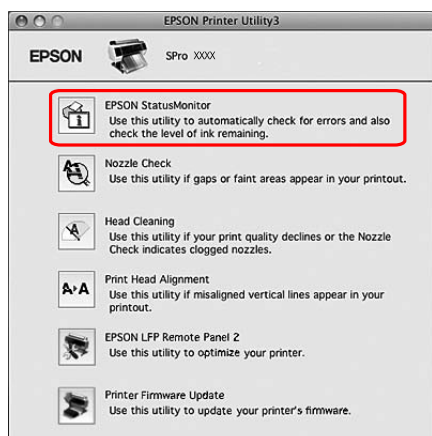 EPSON Printer Utility3
EPSON
SPro XXXX
EPSON StatusMonitor
Use this utility to automatically check for errors and also
check the level of ink remaining.
Nozzle Check
Use this utility if gaps or faint areas appear in your printout.
Head Cleaning
Use this utility if your print quality declines or the Nozzle
Check indicates clogged nozzles.
Print Head Alignment
Use this utility if misaligned vertical lines appear in your
printout.
EPSON LFP Remote Panel 2
Use this utility to optimize your printer.
Printer Firmware Update
Use this utility to update your printer's firmware.